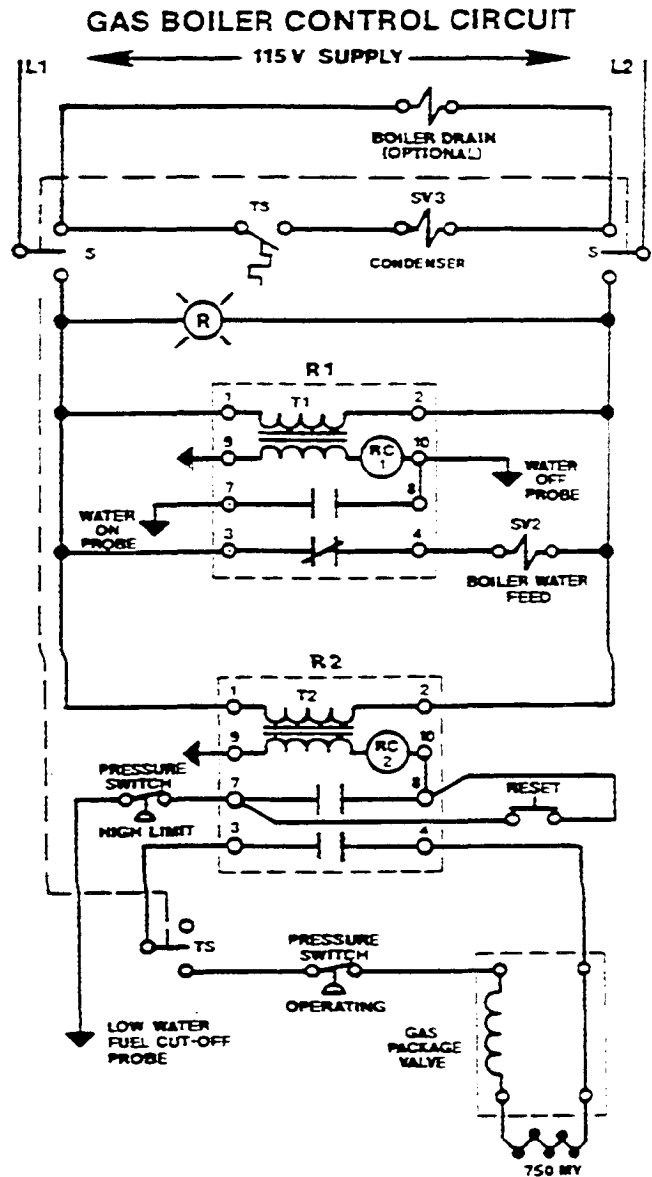 GAS BOILER CONTROL CIRCUIT
L1
115V SUPPLY
L2
BOILER DRAIN
(OPTIONAL)
TS
SV3
S
CONDENSER
S
R
R1
1
T1
2
9
RC
1
10
WATER
OFF
PROBE
7
8
WATER
ON
PROBE
3
4
SV2
BOILER WATER
FEED
R2
1
T2
2
9
RC
2
10
PRESSURE
SWITCH
7
8
RESET
HIGH LIMIT
3
4
TS
PRESSURE
SWITCH
OPERATING
LOW WATER
FUEL CUT-OFF
PROBE
GAS
PACKAGE
VALVE
750 MY